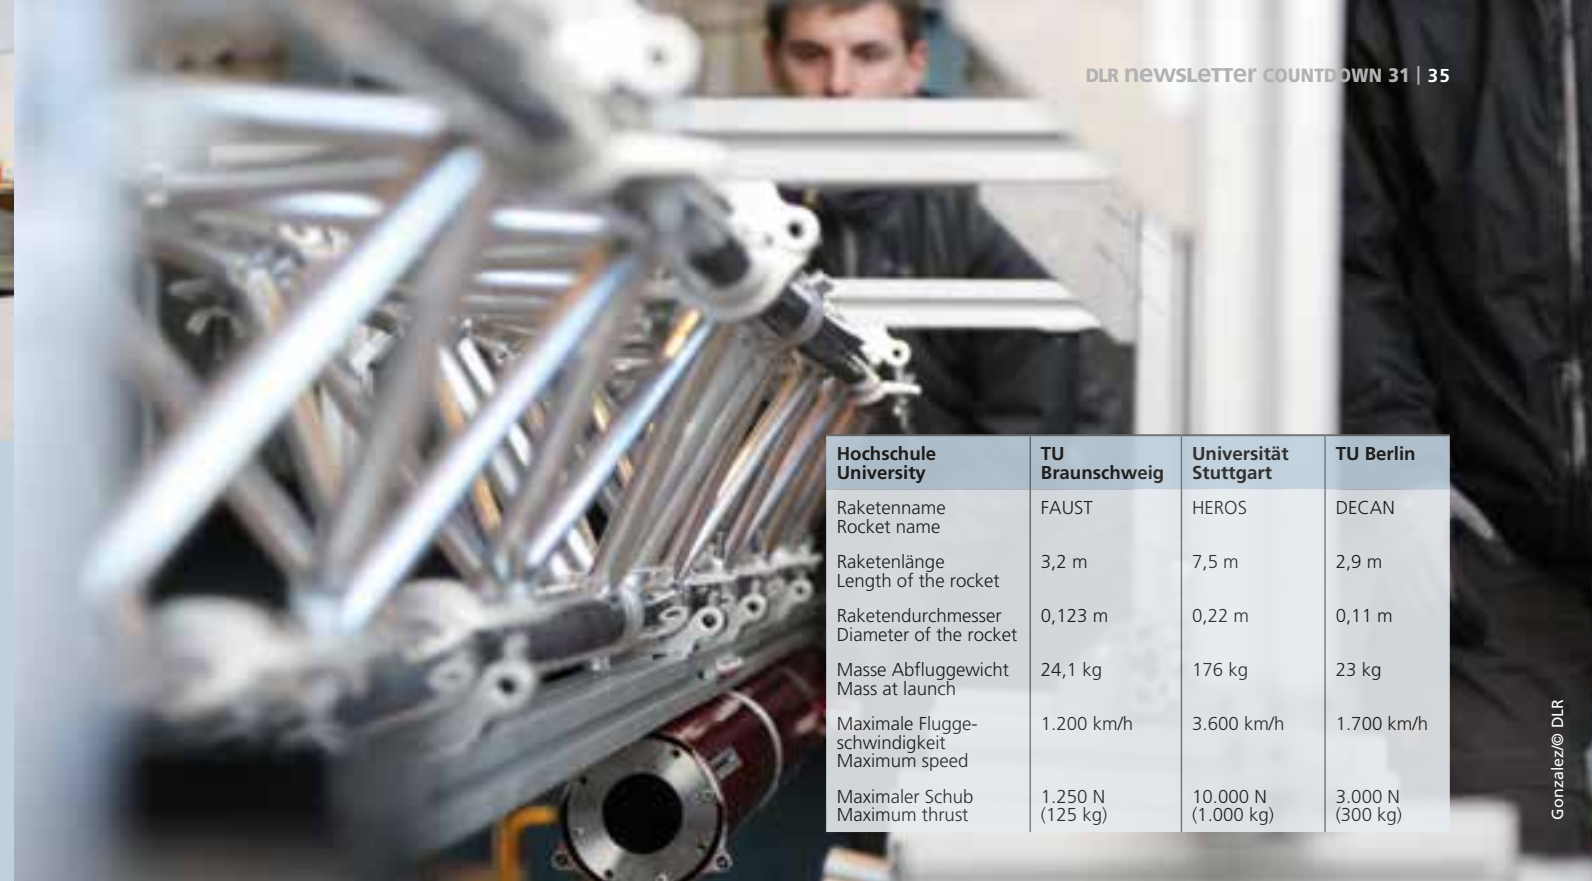 DLR newsletter COUNTDOWN 31 | 35
Hochschule
University
TU
Braunschweig
Universität
Stuttgart
TU Berlin
Raketenname
Rocket name
FAUST
HEROS
DECAN
Raketenlänge
Length of the rocket
3,2 m
7,5 m
2,9 m
Raketendurchmesser
Diameter of the rocket
0,123 m
0,22 m
0,11 m
Masse Abfluggewicht
Mass at launch
24,1 kg
176 kg
23 kg
Maximale Flugge-
schwindigkeit
Maximum speed
1.200 km/h
3.600 km/h
1.700 km/h
Maximaler Schub
Maximum thrust
1.250 N
(125 kg)
10.000 N
(1.000 kg)
3.000 N
(300 kg)
Gonzalez/© DLR